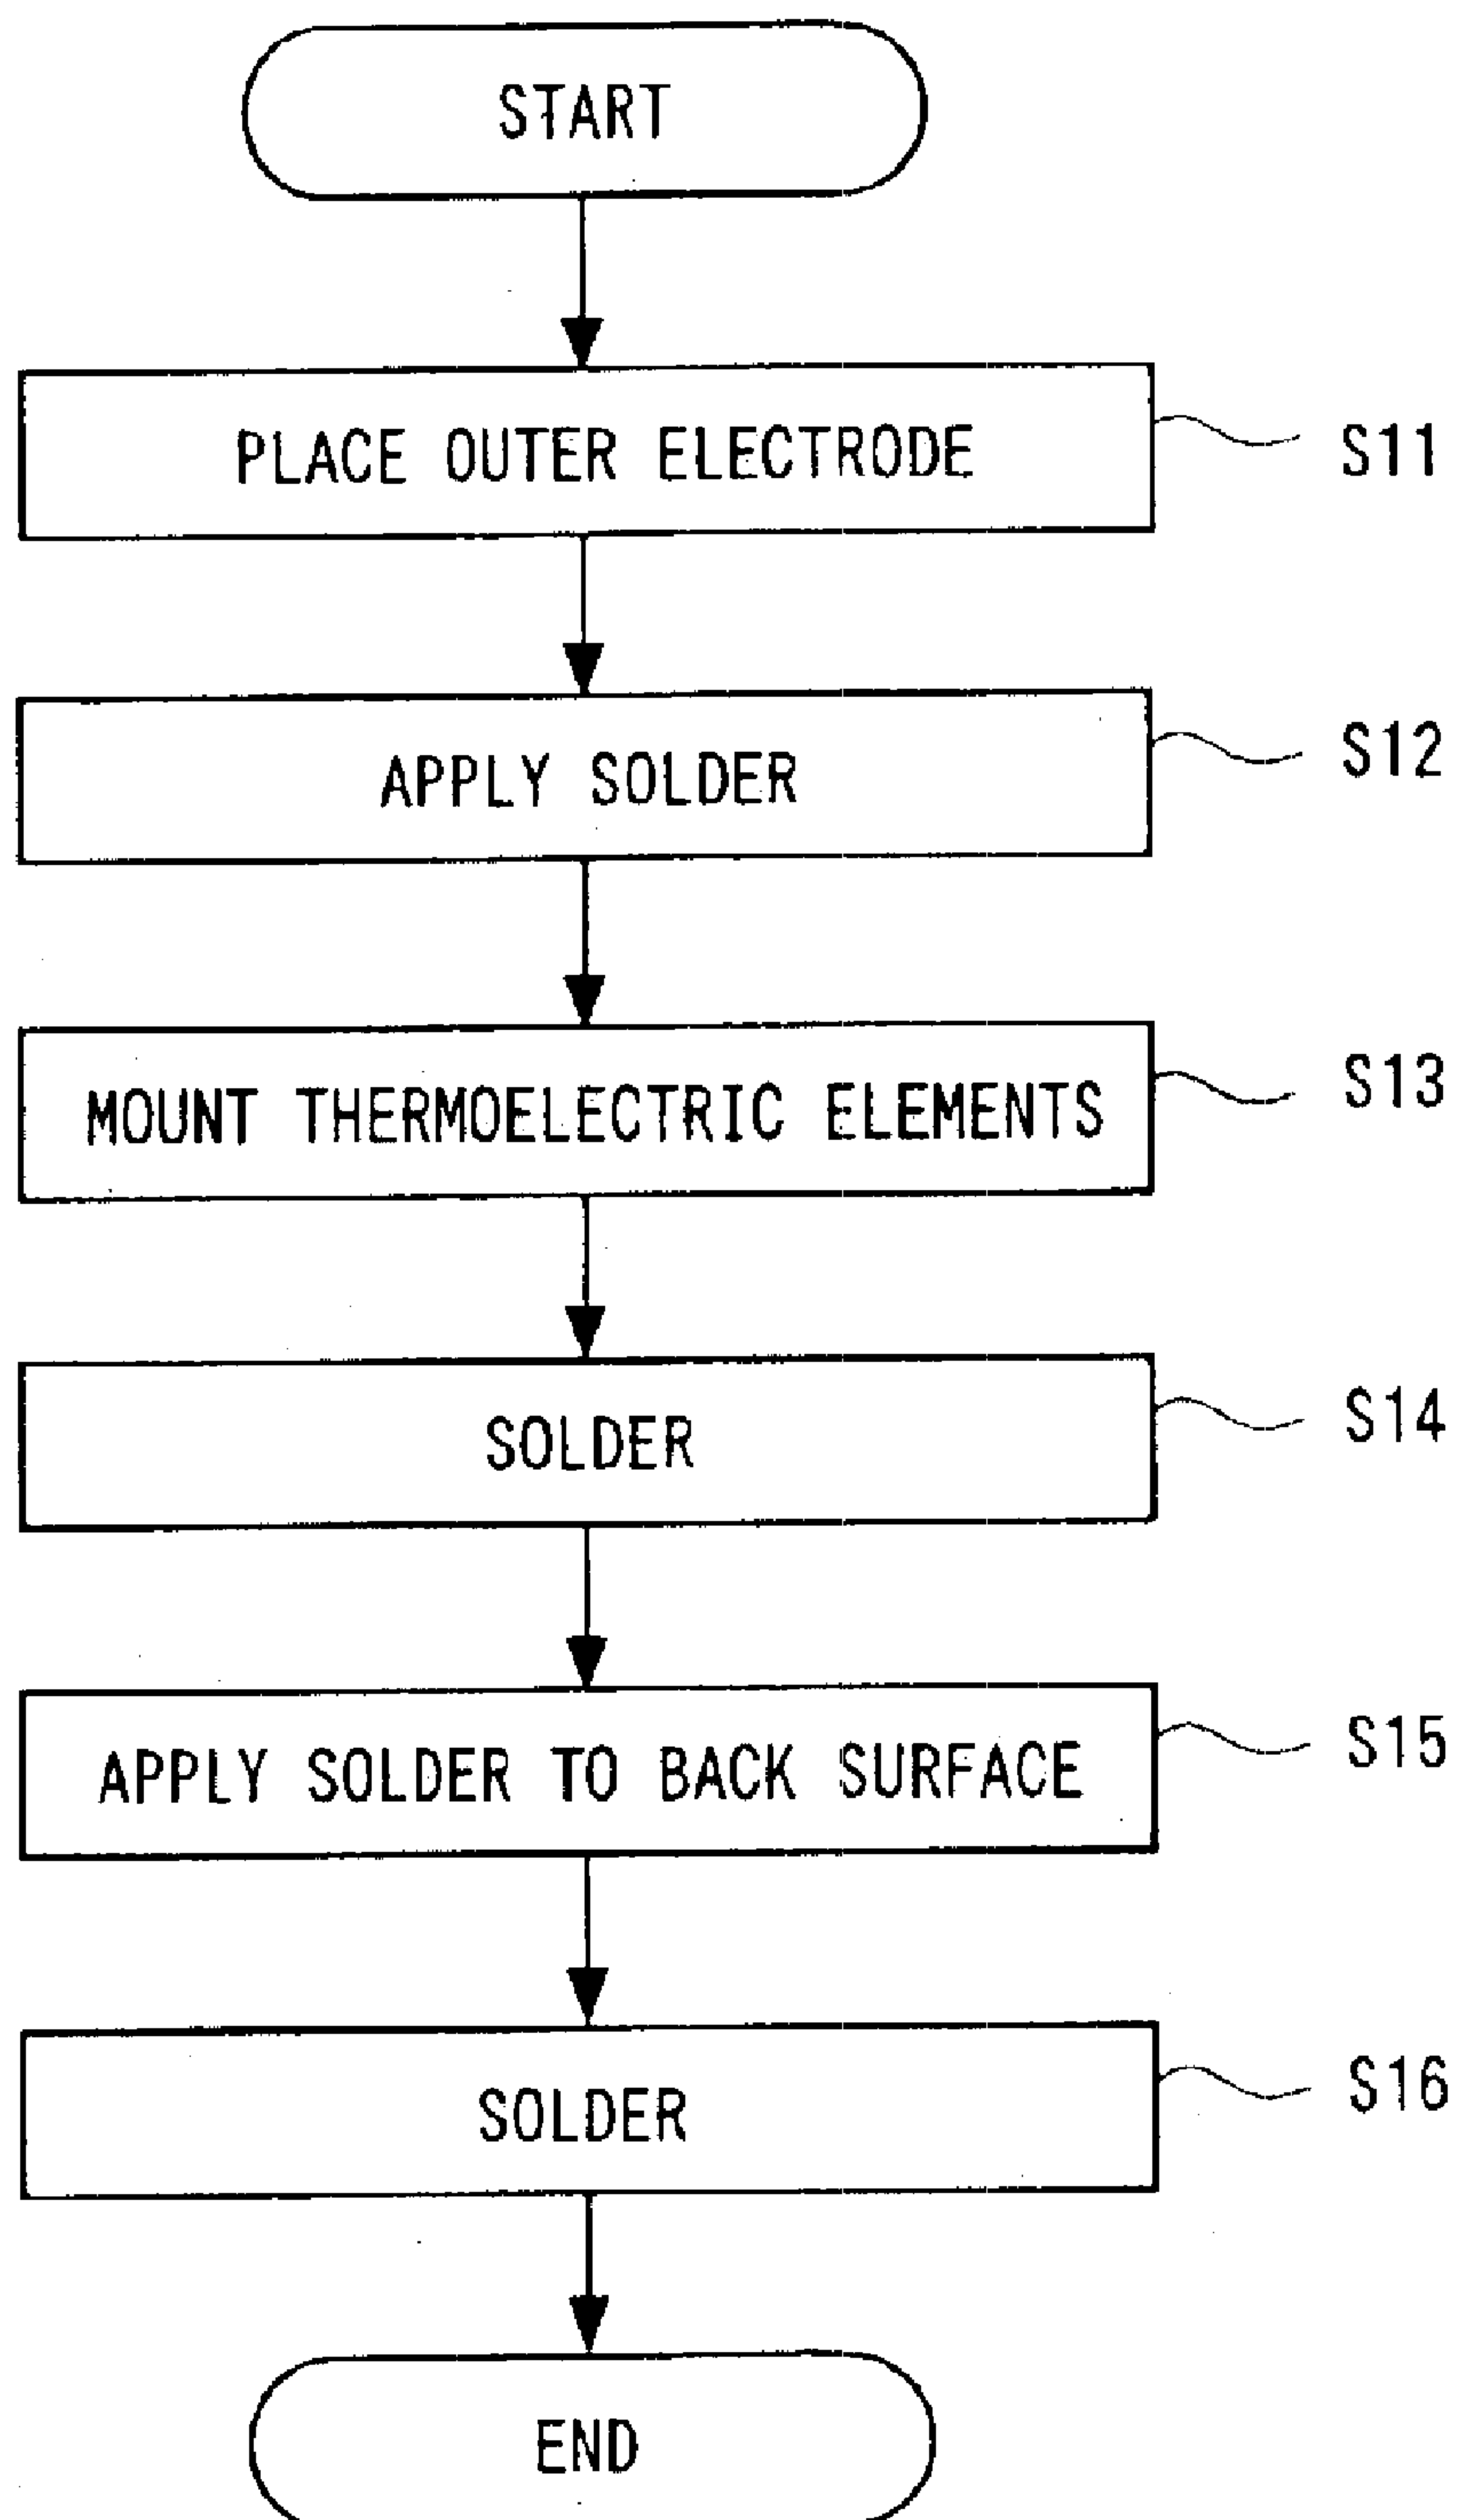 START
PLACE OUTER ELECTRODE
S11
APPLY SOLDER
S12
MOUNT THERMOELECTRIC ELEMENTS
S13
SOLDER
S14
APPLY SOLDER TO BACK SURFACE
S15
SOLDER
S16
END